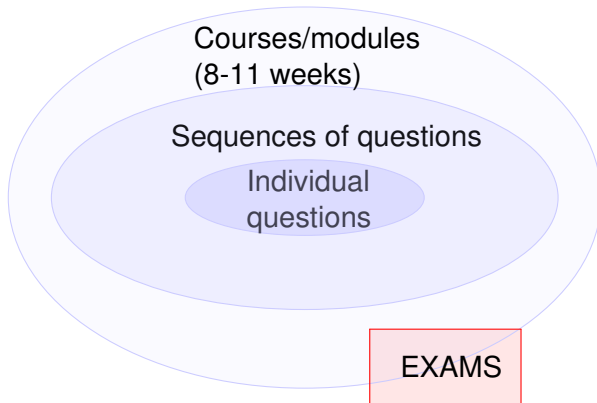 Courses/modules
(8-11 weeks)
Sequences of questions
Individual
questions
EXAMS